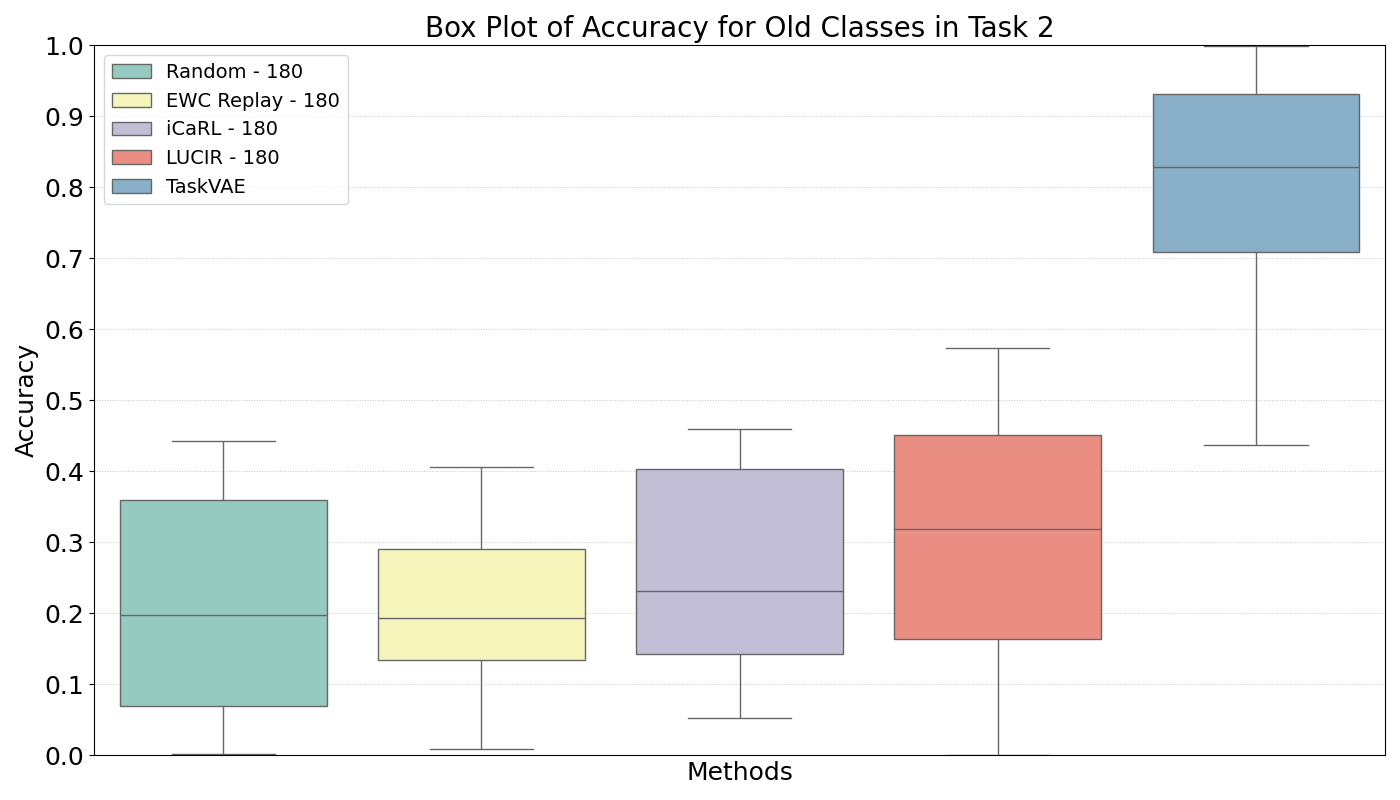 Box Plot of Accuracy for Old Classes in Task 2
1.0
0.9
0.8
0.7
0.6
0.5
0.4
0.3
0.2
0.1
0.0
Accuracy
Random - 180
EWC Replay - 180
iCaRL - 180
LUCIR - 180
TaskVAE
Methods